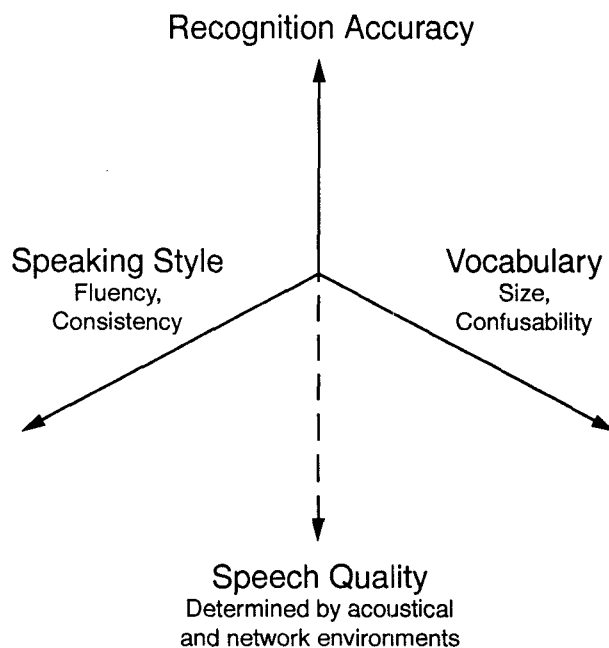 Recognition Accuracy
Speaking Style
Fluency,
Consistency
Vocabulary
Size,
Confusability
Speech Quality
Determined by acoustical
and network environments